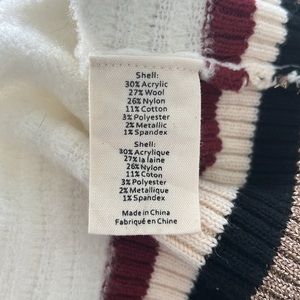 Shell:
30% Acrylic
27% Wool
26% Nylon
11% Cotton
3% Polyester
2% Metallic
1% Spandex
Shell:
30% Acrylique
27% la laine
26% Nylon
11% Coton
3% Polyester
2% Metallique
1% Spandex
Made in China
Fabriqué en Chine